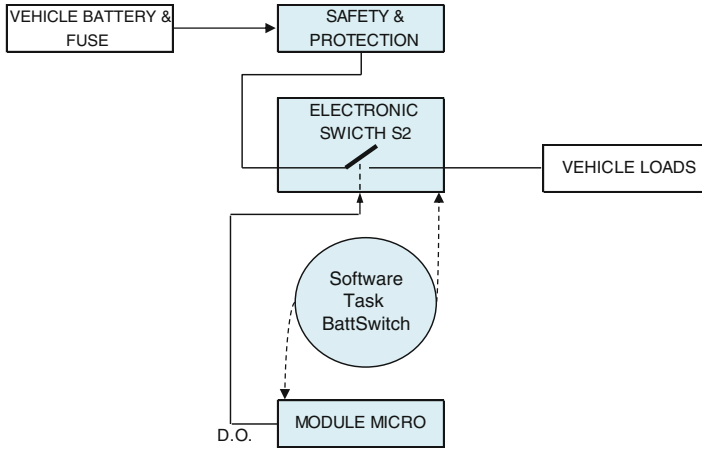 VEHICLE BATTERY &
FUSE
SAFETY &
PROTECTION
ELECTRONIC
SWICTH S2
VEHICLE LOADS
Software
Task
BattSwitch
MODULE MICRO
D.O.